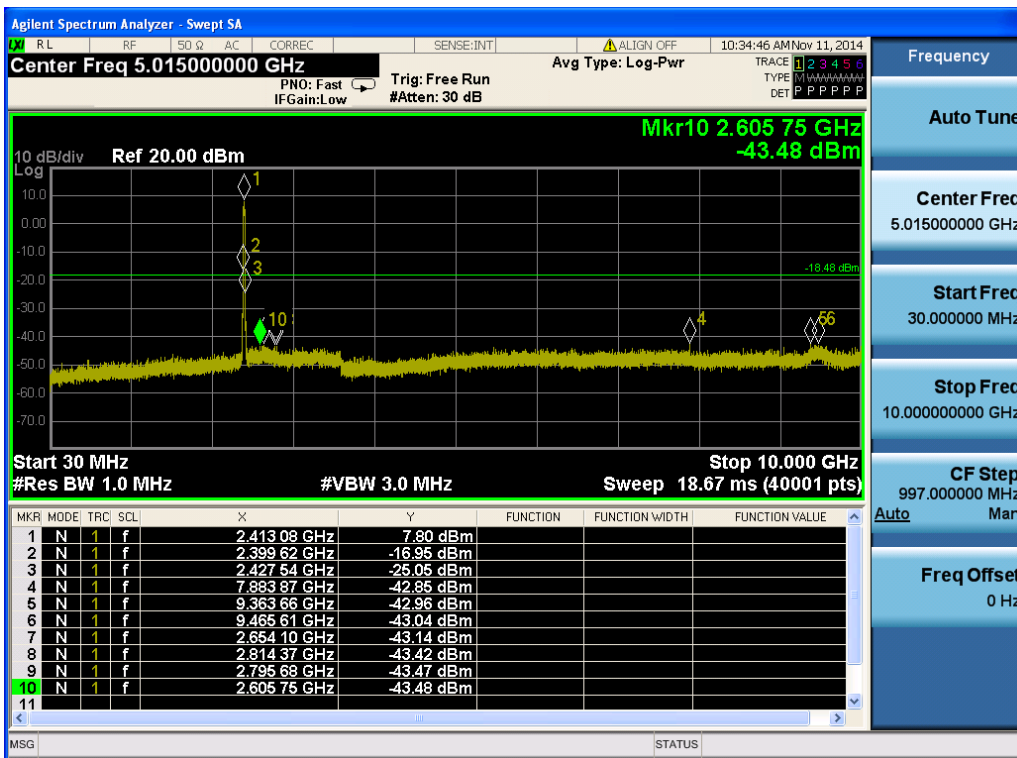 Agilent Spectrum Analyzer - Swept SA
LXI RL RF 50 Ω AC CORREC SENSE:INT ALIGN OFF 10:34:46 AM Nov 11, 2014
Center Freq 5.015000000 GHz
PNO: Fast
IFGain:Low
Trig: Free Run
#Atten: 30 dB
Avg Type: Log-Pwr
TRACE 1 2 3 4 5 6
TYPE MWWWWW
DET P P P P P P
Mkr10 2.605 75 GHz
-43.48 dBm
10 dB/div Ref 20.00 dBm
Log
10.0
0.00
-10.0
-20.0
-30.0
-40.0
-50.0
-60.0
-70.0
1
2
3
10
4
56
-18.48 dBm
Start 30 MHz Stop 10.000 GHz
#Res BW 1.0 MHz #VBW 3.0 MHz Sweep 18.67 ms (40001 pts)
MKR MODE TRC SCL X Y FUNCTION FUNCTION WIDTH FUNCTION VALUE
1 N 1 f 2.413 08 GHz 7.80 dBm
2 N 1 f 2.399 62 GHz -16.95 dBm
3 N 1 f 2.427 54 GHz -25.05 dBm
4 N 1 f 7.883 87 GHz -42.85 dBm
5 N 1 f 9.363 66 GHz -42.96 dBm
6 N 1 f 9.465 61 GHz -43.04 dBm
7 N 1 f 2.654 10 GHz -43.14 dBm
8 N 1 f 2.814 37 GHz -43.42 dBm
9 N 1 f 2.795 68 GHz -43.47 dBm
10 N 1 f 2.605 75 GHz -43.48 dBm
11
MSG STATUS
Frequency
Auto Tune
Center Freq
5.015000000 GHz
Start Freq
30.000000 MHz
Stop Freq
10.000000000 GHz
CF Step
997.000000 MHz
Auto Man
Freq Offset
0 Hz